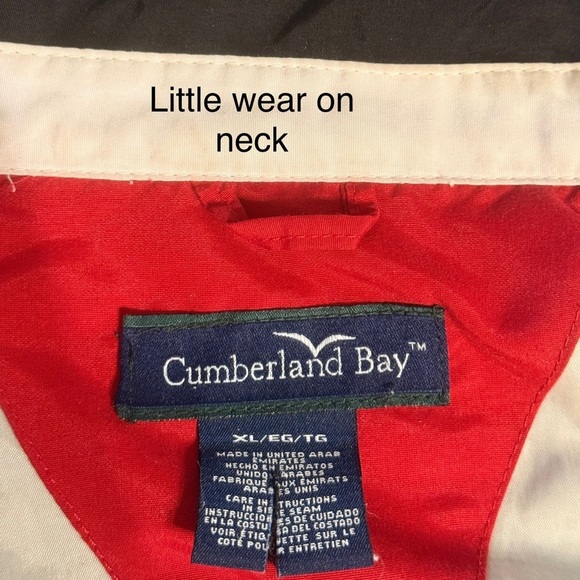 Little wear on
neck
Cumberland Bay™
XL/EG/TG
MADE IN UNITED ARAB
EMIRATES
HECHO EN EMIRATOS
UNIDOS ARABES
FABRIQUE AUX EMIRATS
ARABES UNIS
CARE INSTRUCTIONS
IN SIDE SEAM
INSTRUCCIONES DE CUIDADO
EN LA COSTURA DEL COSTADO
VOIR ÉTIQUETTE SUR LE
COTÉ POUR ENTRETIEN